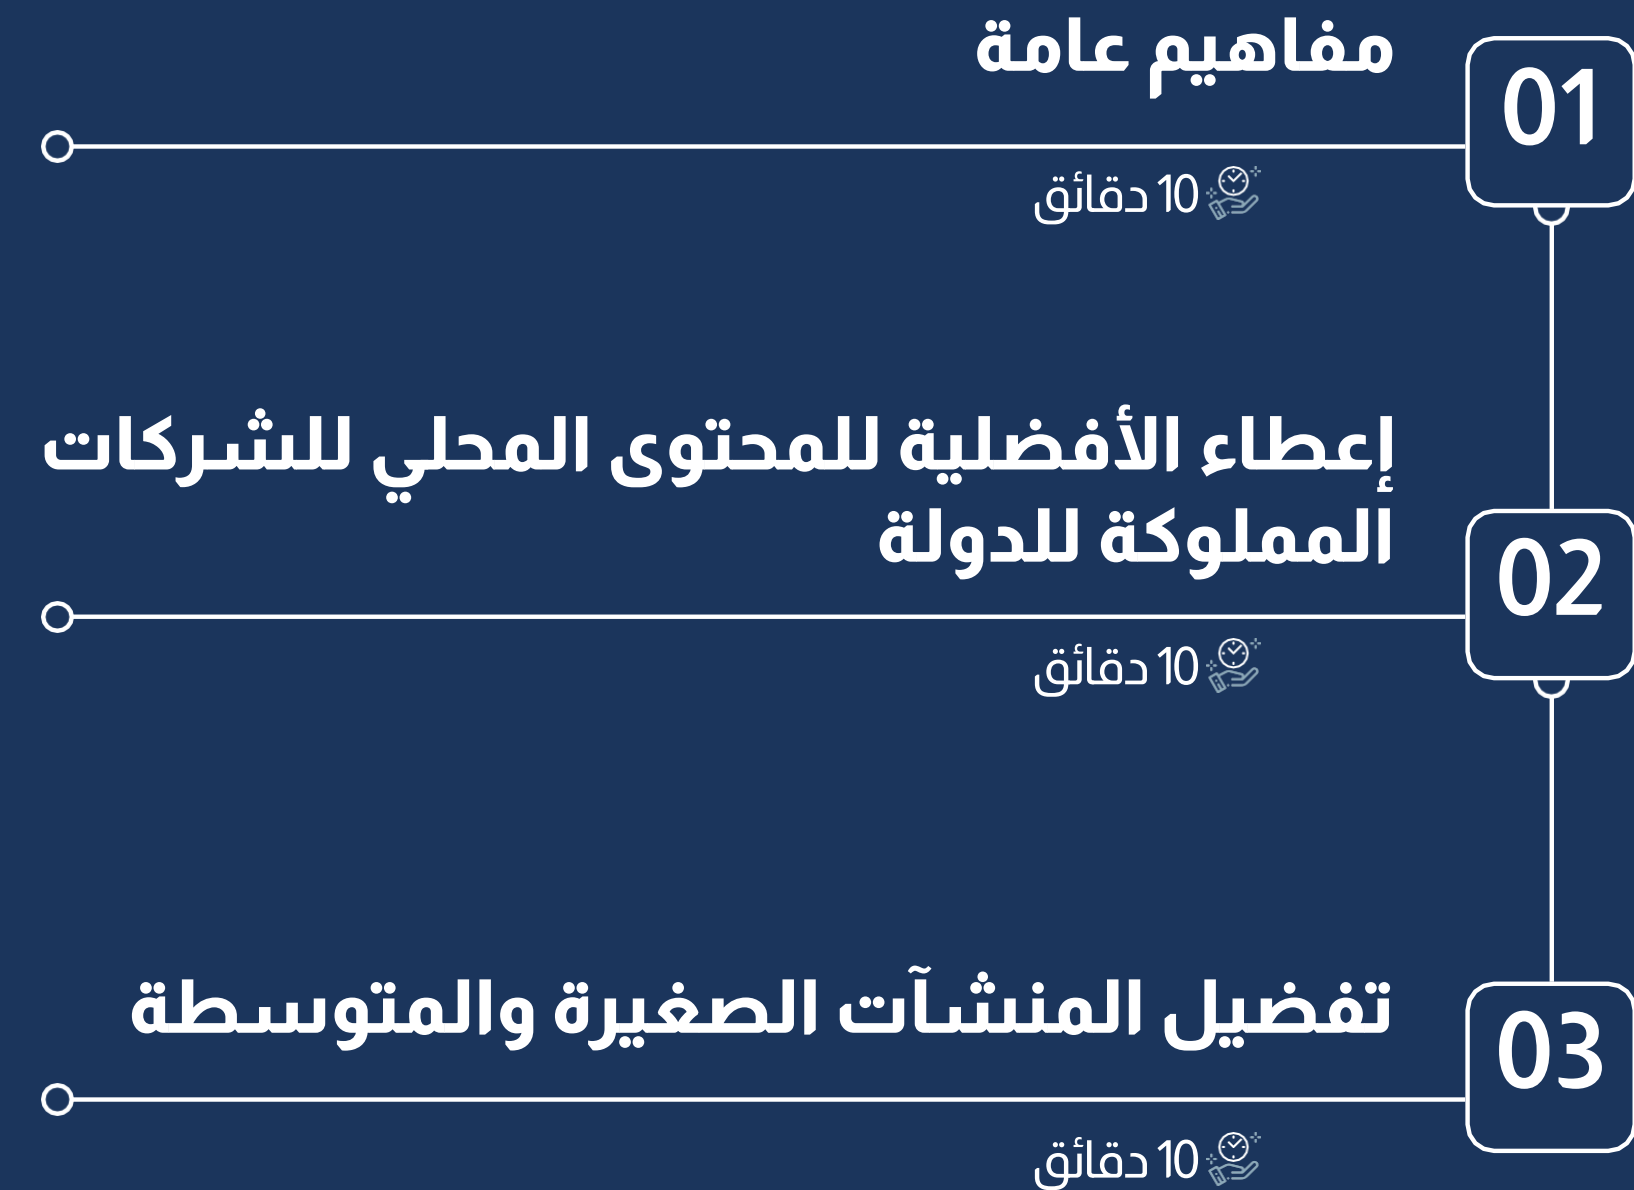 01
مفاهيم عامة
10 دقائق
إعطاء الأفضلية للمحتوى المحلي للشركات
المملوكة للدولة
02
10 دقائق
تفضيل المنشآت الصغيرة والمتوسطة
03
10 دقائق